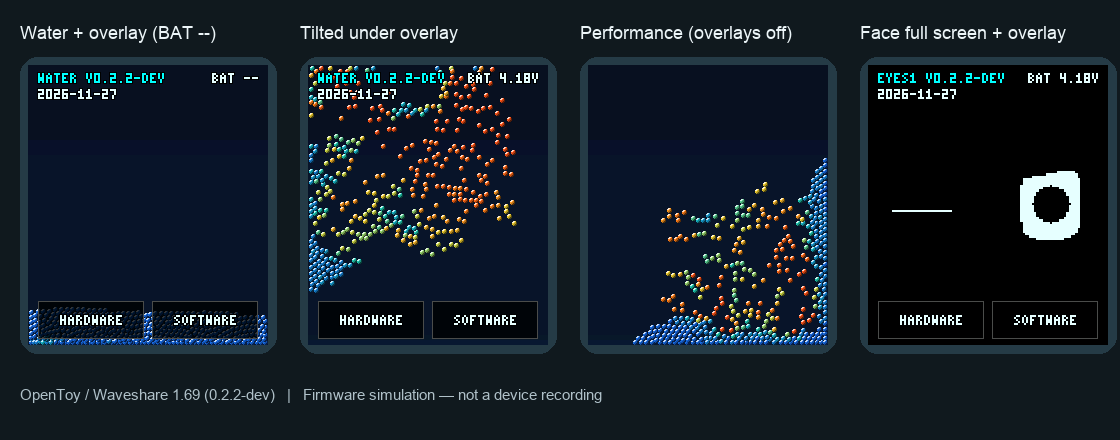 Water + overlay (BAT --)
WATER V0.2.2-DEV BAT --
2026-11-27
HARDWARE SOFTWARE
Tilted under overlay
WATER V0.2.2-DEV BAT 4.18V
2026-11-27
HARDWARE SOFTWARE
Performance (overlays off)
Face full screen + overlay
EYES1 V0.2.2-DEV BAT 4.18V
2026-11-27
HARDWARE SOFTWARE
OpenToy / Waveshare 1.69 (0.2.2-dev) | Firmware simulation — not a device recording